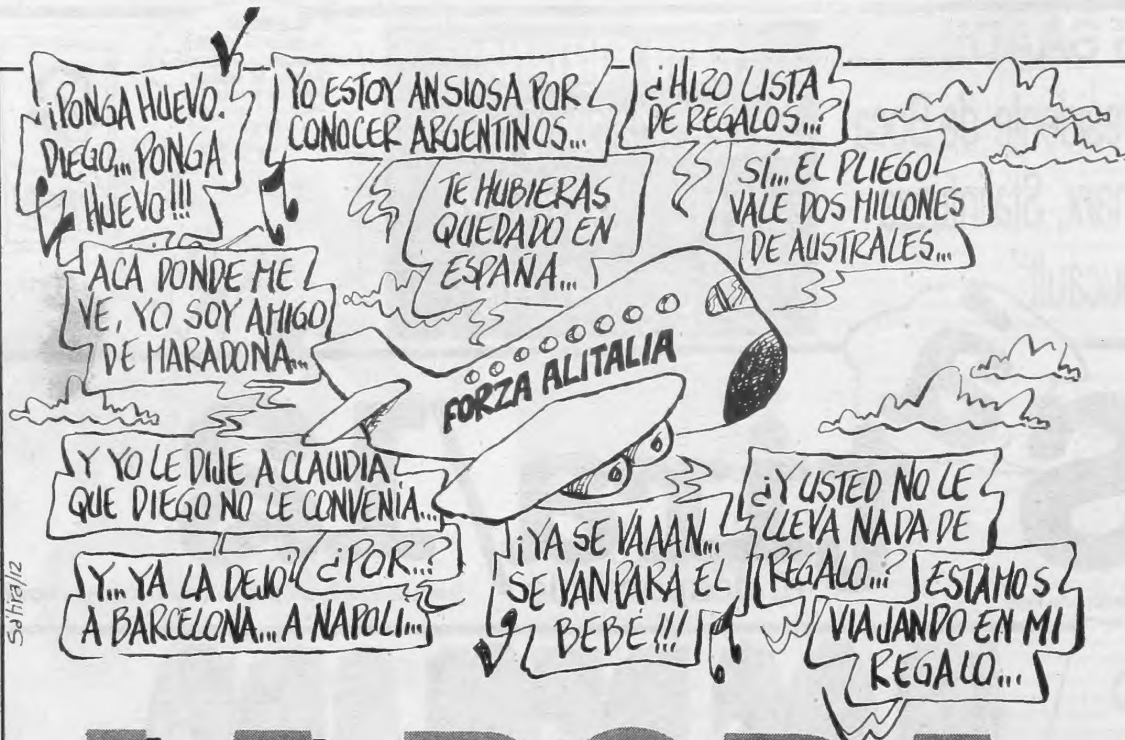 ¡PONGA HUEVO.
DIEGO... PONGA
HUEVO!!!
YO ESTOY ANSIOSA POR
CONOCER ARGENTINOS...
¿HIZO LISTA
DE REGALOS...?
TE HUBIERAS
QUEDADO EN
ESPAÑA...
SÍ... EL PLIEGO
VALE DOS MILLONES
DE AUSTRALES...
ACA DONDE ME
VE, YO SOY AMIGO
DE MARADONA...
FORZA ALITALIA
Y YO LE DIJE A CLAUDIA
QUE DIEGO NO LE CONVENÍA...
¿POR..?
Y... YA LA DEJO
A BARCELONA... A NAPOLI...
¡YA SE VAAAN...
SE VAN PARA EL
BEBÉ!!!
¿Y USTED NO LE
LLEVA NADA DE
REGALO...?
ESTAMOS
VIAJANDO EN MI
REGALO...
Sátira/12